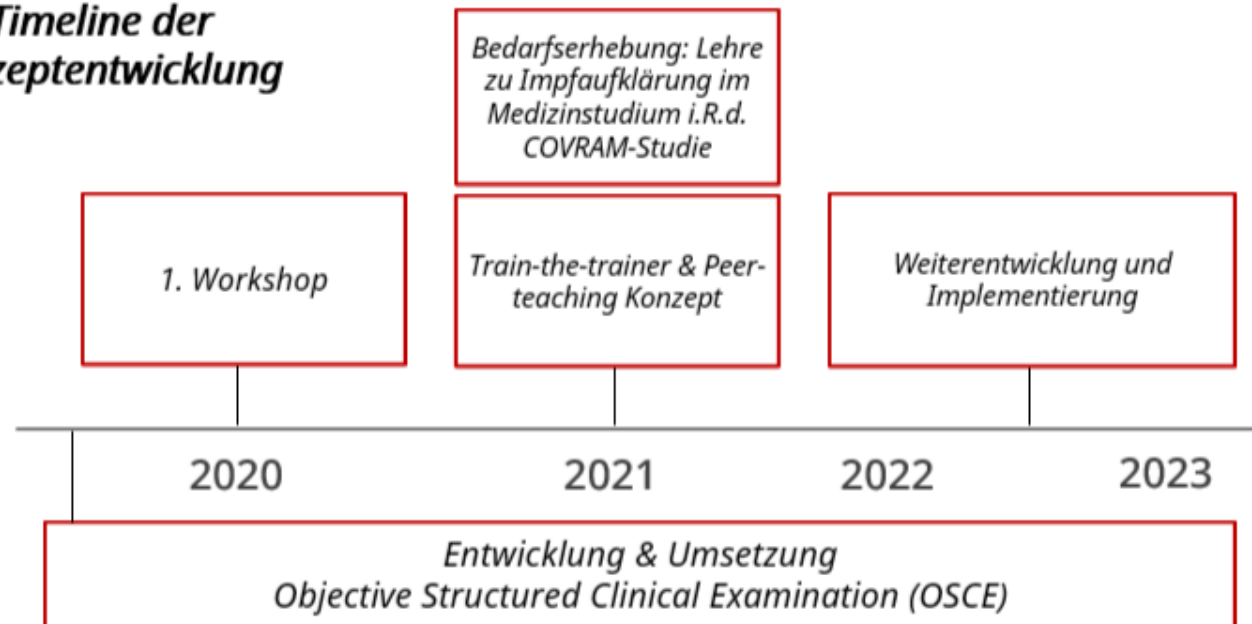 Timeline der
zeptentwicklung
Bedarfserhebung: Lehre
zu Impfaufklärung im
Medizinstudium i.R.d.
COVRAM-Studie
1. Workshop
Train-the-trainer & Peer-
teaching Konzept
Weiterentwicklung und
Implementierung
2020
2021
2022
2023
Entwicklung & Umsetzung
Objective Structured Clinical Examination (OSCE)